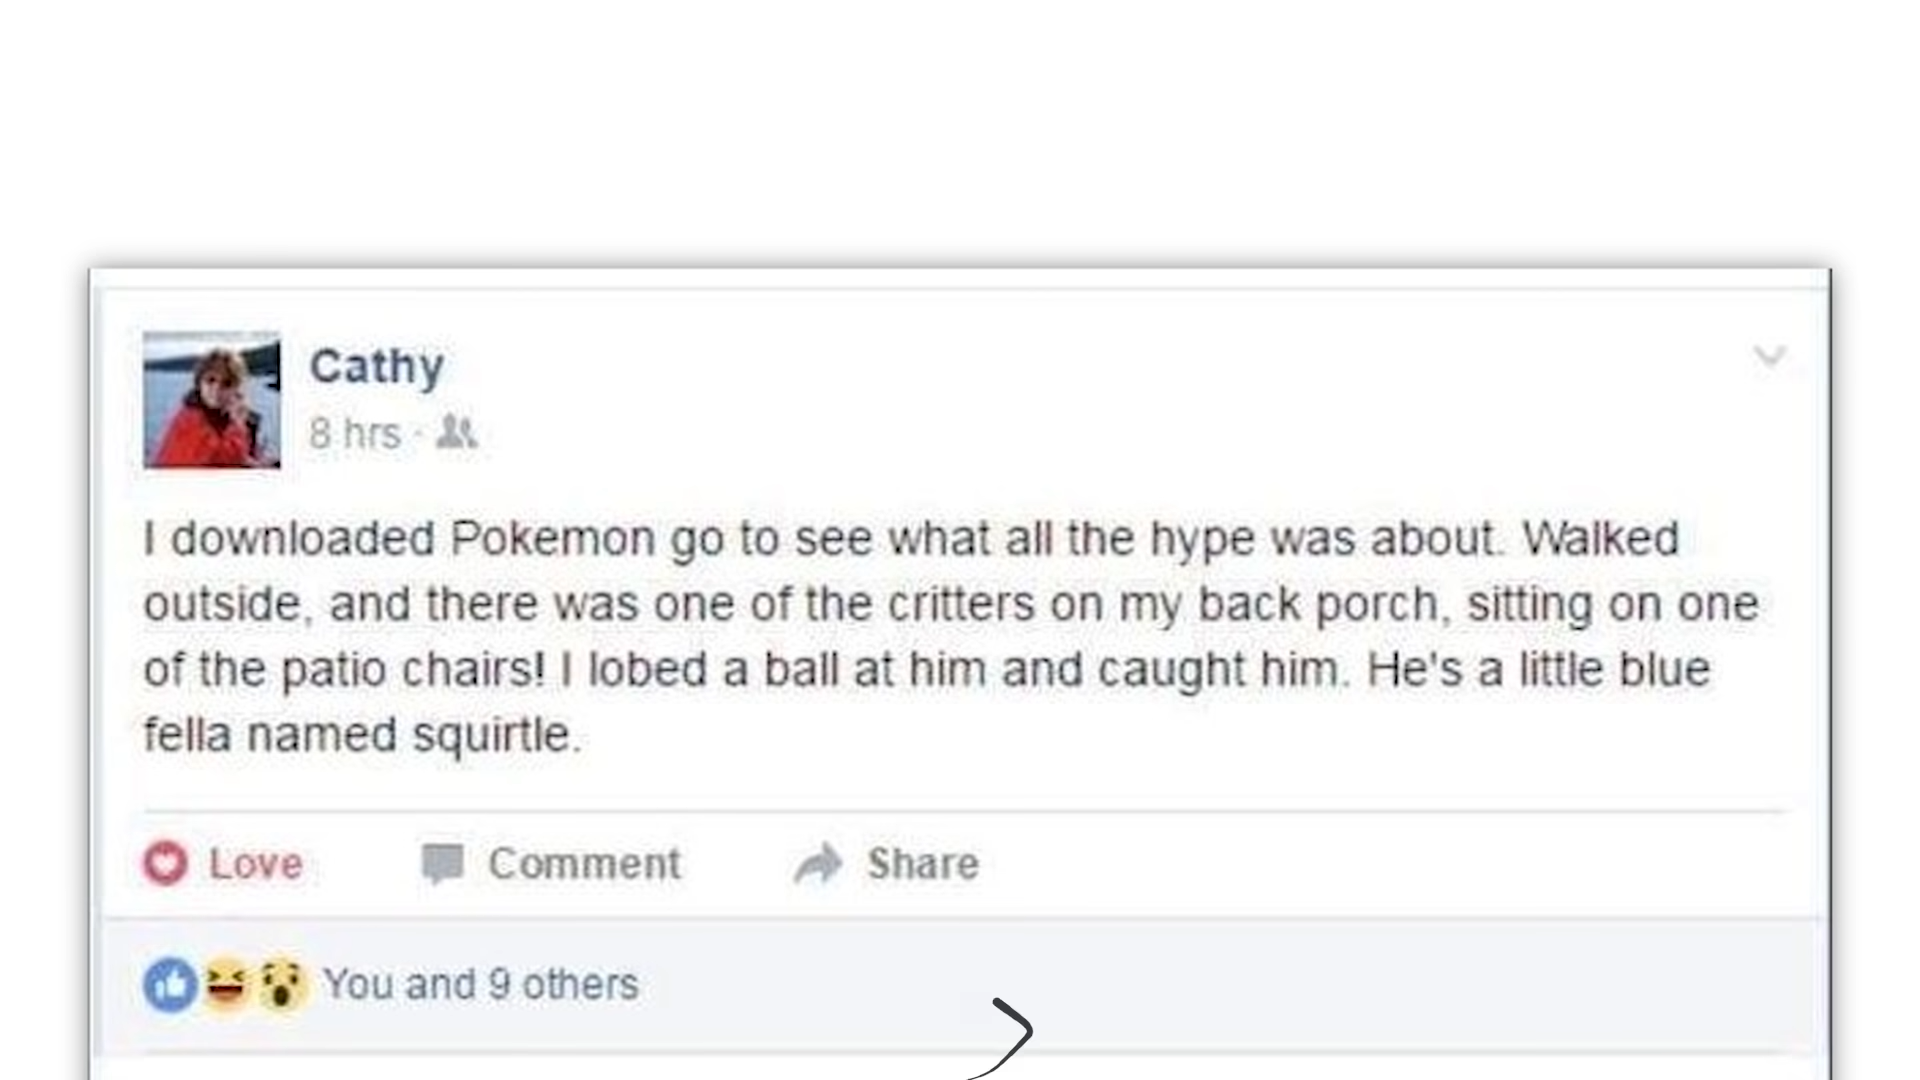 Cathy
8 hrs ·
I downloaded Pokemon go to see what all the hype was about. Walked
outside, and there was one of the critters on my back porch, sitting on one
of the patio chairs! I lobed a ball at him and caught him. He's a little blue
fella named squirtle.
Love Comment Share
You and 9 others